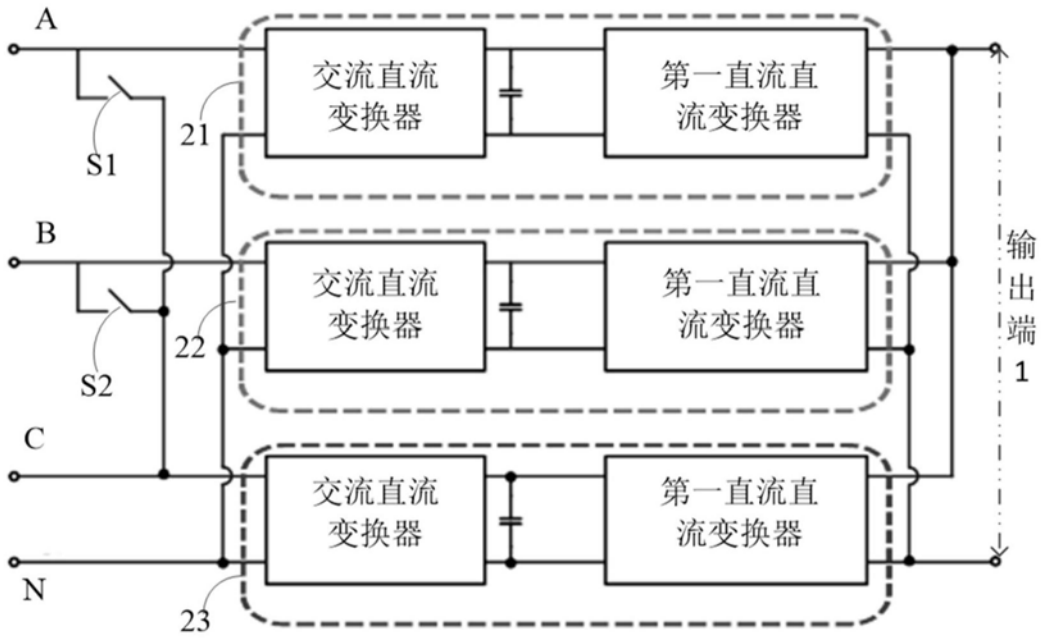 A
交流直流
变换器
第一直流直
流变换器
21
S1
B
交流直流
变换器
第一直流直
流变换器
输
出
端
1
22
S2
C
交流直流
变换器
第一直流直
流变换器
N
23